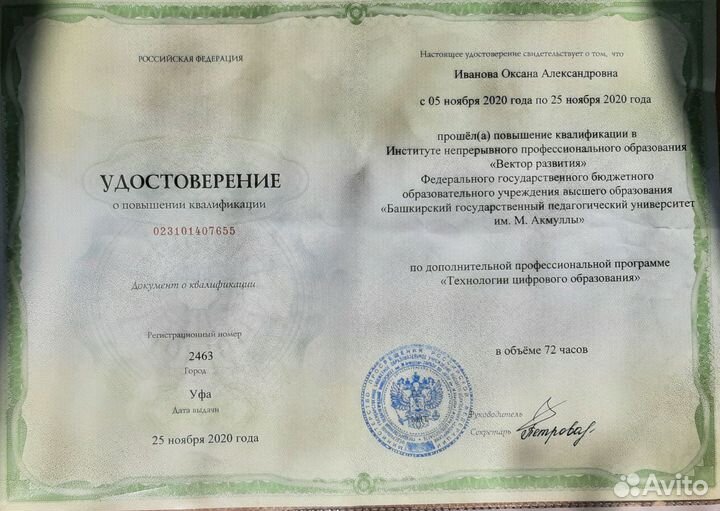 РОССИЙСКАЯ ФЕДЕРАЦИЯ
УДОСТОВЕРЕНИЕ
о повышении квалификации
023101407655
Документ о квалификации
Регистрационный номер
2463
Город
Уфа
Дата выдачи
25 ноября 2020 года
Настоящее удостоверение свидетельствует о том, что
Иванова Оксана Александровна
с 05 ноября 2020 года по 25 ноября 2020 года
прошёл(а) повышение квалификации в
Институте непрерывного профессионального образования
«Вектор развития»
Федерального государственного бюджетного
образовательного учреждения высшего образования
«Башкирский государственный педагогический университет
им. М. Акмуллы»
по дополнительной профессиональной программе
«Технологии цифрового образования»
в объёме 72 часов
Руководитель
Секретарь
Петрова
Avito